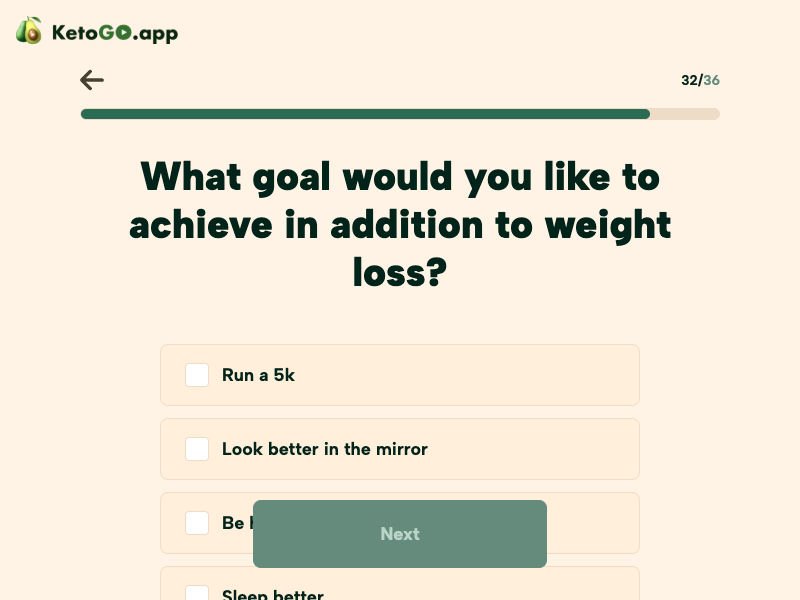 KetoGO.app
32/36
What goal would you like to
achieve in addition to weight
loss?
Run a 5k
Look better in the mirror
Be
Next
Sleep better